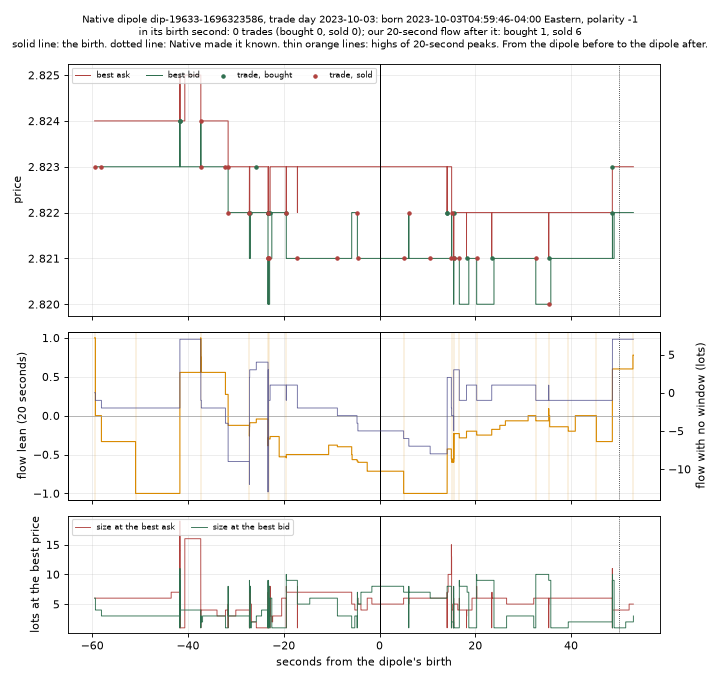 Native dipole dip-19633-1696323586, trade day 2023-10-03: born 2023-10-03T04:59:46-04:00 Eastern, polarity -1
in its birth second: 0 trades (bought 0, sold 0); our 20-second flow after it: bought 1, sold 6
solid line: the birth. dotted line: Native made it known. thin orange lines: highs of 20-second peaks. From the dipole before to the dipole after.
best ask
best bid
trade, bought
trade, sold
2.825
2.824
2.823
2.822
2.821
2.820
price
1.0
0.5
0.0
−0.5
−1.0
flow lean (20 seconds)
5
0
−5
−10
flow with no window (lots)
size at the best ask
size at the best bid
15
10
5
lots at the best price
−60
−40
−20
0
20
40
seconds from the dipole's birth